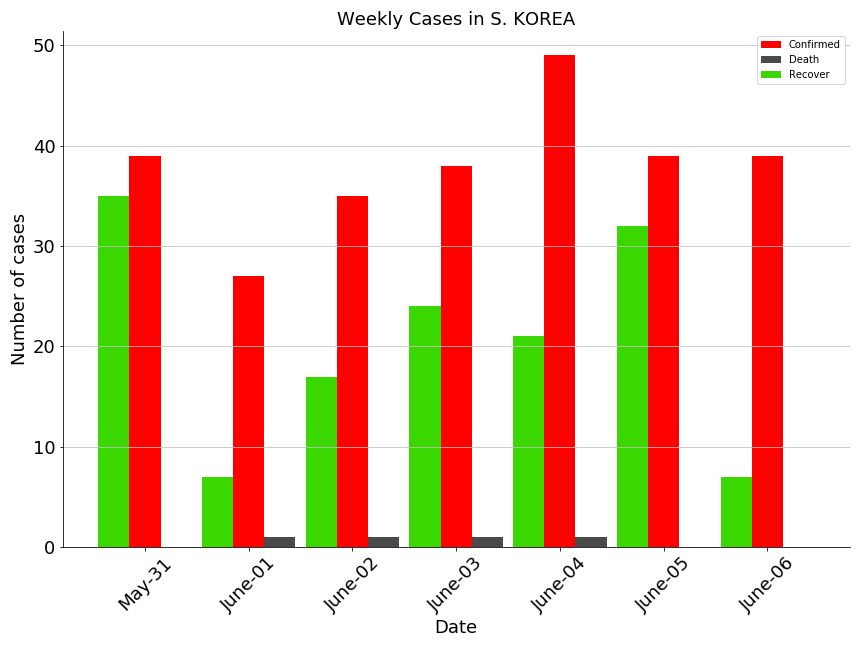 Weekly Cases in S. KOREA
Confirmed
Death
Recover
50
40
30
20
10
0
Number of cases
May-31
June-01
June-02
June-03
June-04
June-05
June-06
Date